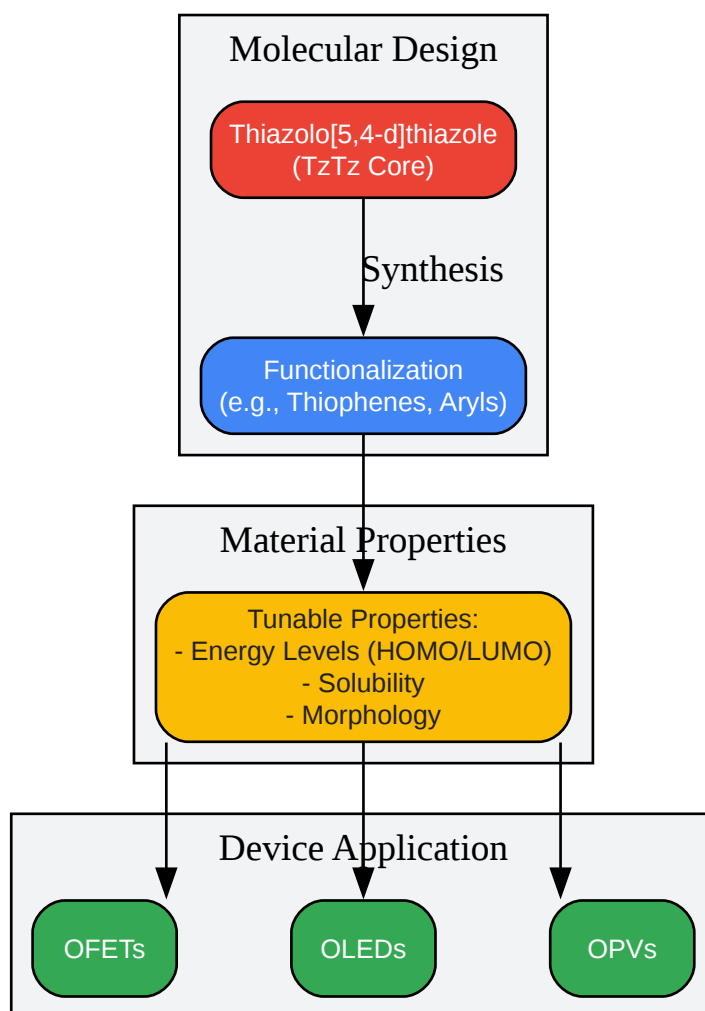 Molecular Design
Thiazolo[5,4-d]thiazole
(TzTz Core)
Synthesis
Functionalization
(e.g., Thiophenes, Aryls)
Material Properties
Tunable Properties:
- Energy Levels (HOMO/LUMO)
- Solubility
- Morphology
Device Application
OFETs
OLEDs
OPVs